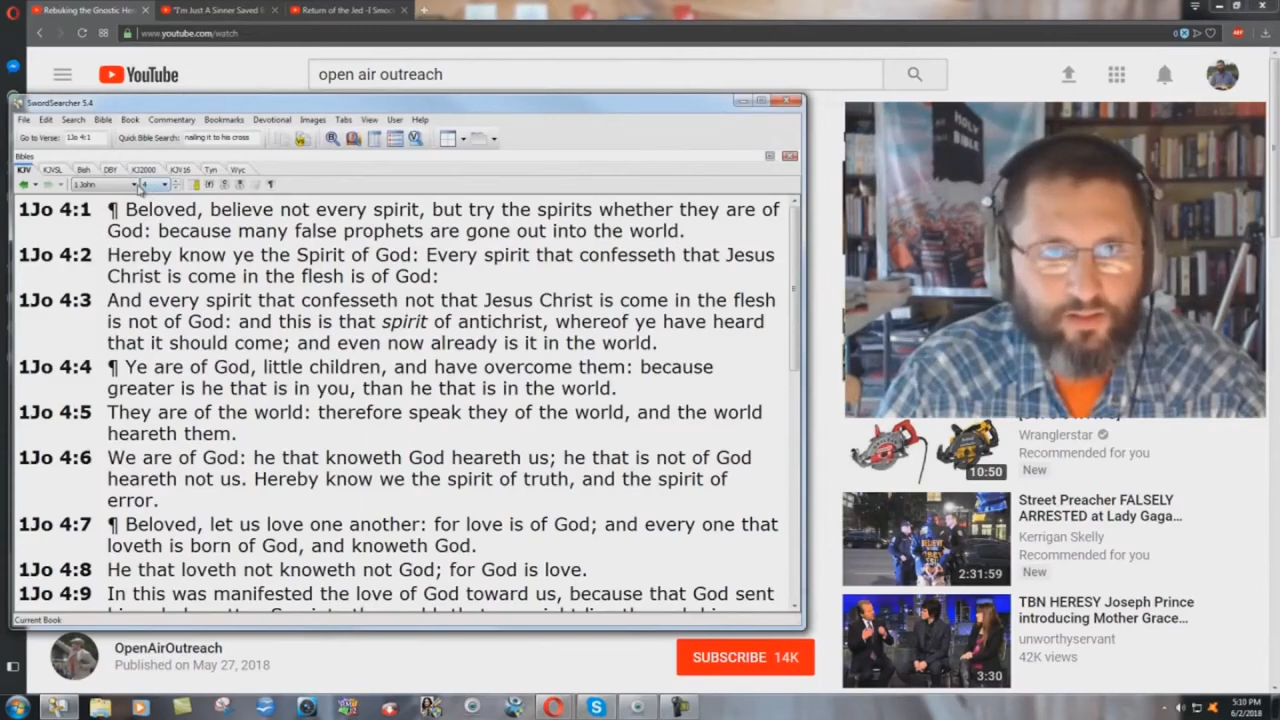 Rebuking the Gnostic Her
"I'm Just A Sinner Saved
Return of the Jed -I Smoc
www.youtube.com/watch
YouTube
open air outreach
SwordSearcher 5.4
File Edit Search Bible Book Commentary Bookmarks Devotional Images Tabs View User Help
Go to Verse: 1Jo 4:1 Quick Bible Search: nailing it to his cross
Bibles
KJV KJVSL Bish DBY KJ2000 KJV16 Tyn Wyc
1 John 4
1Jo 4:1 ¶ Beloved, believe not every spirit, but try the spirits whether they are of
God: because many false prophets are gone out into the world.
1Jo 4:2 Hereby know ye the Spirit of God: Every spirit that confesseth that Jesus
Christ is come in the flesh is of God:
1Jo 4:3 And every spirit that confesseth not that Jesus Christ is come in the flesh
is not of God: and this is that spirit of antichrist, whereof ye have heard
that it should come; and even now already is it in the world.
1Jo 4:4 ¶ Ye are of God, little children, and have overcome them: because
greater is he that is in you, than he that is in the world.
1Jo 4:5 They are of the world: therefore speak they of the world, and the world
heareth them.
1Jo 4:6 We are of God: he that knoweth God heareth us; he that is not of God
heareth not us. Hereby know we the spirit of truth, and the spirit of
error.
1Jo 4:7 ¶ Beloved, let us love one another: for love is of God; and every one that
loveth is born of God, and knoweth God.
1Jo 4:8 He that loveth not knoweth not God; for God is love.
1Jo 4:9 In this was manifested the love of God toward us, because that God sent
Current Book
HOLY BIBLE
OpenAirOutreach
Published on May 27, 2018
SUBSCRIBE 14K
Wranglerstar
Recommended for you
New
10:50
Street Preacher FALSELY
ARRESTED at Lady Gaga...
Kerrigan Skelly
Recommended for you
New
2:31:59
TBN HERESY Joseph Prince
introducing Mother Grace...
unworthyservant
42K views
3:30
5:10 PM
6/2/2018